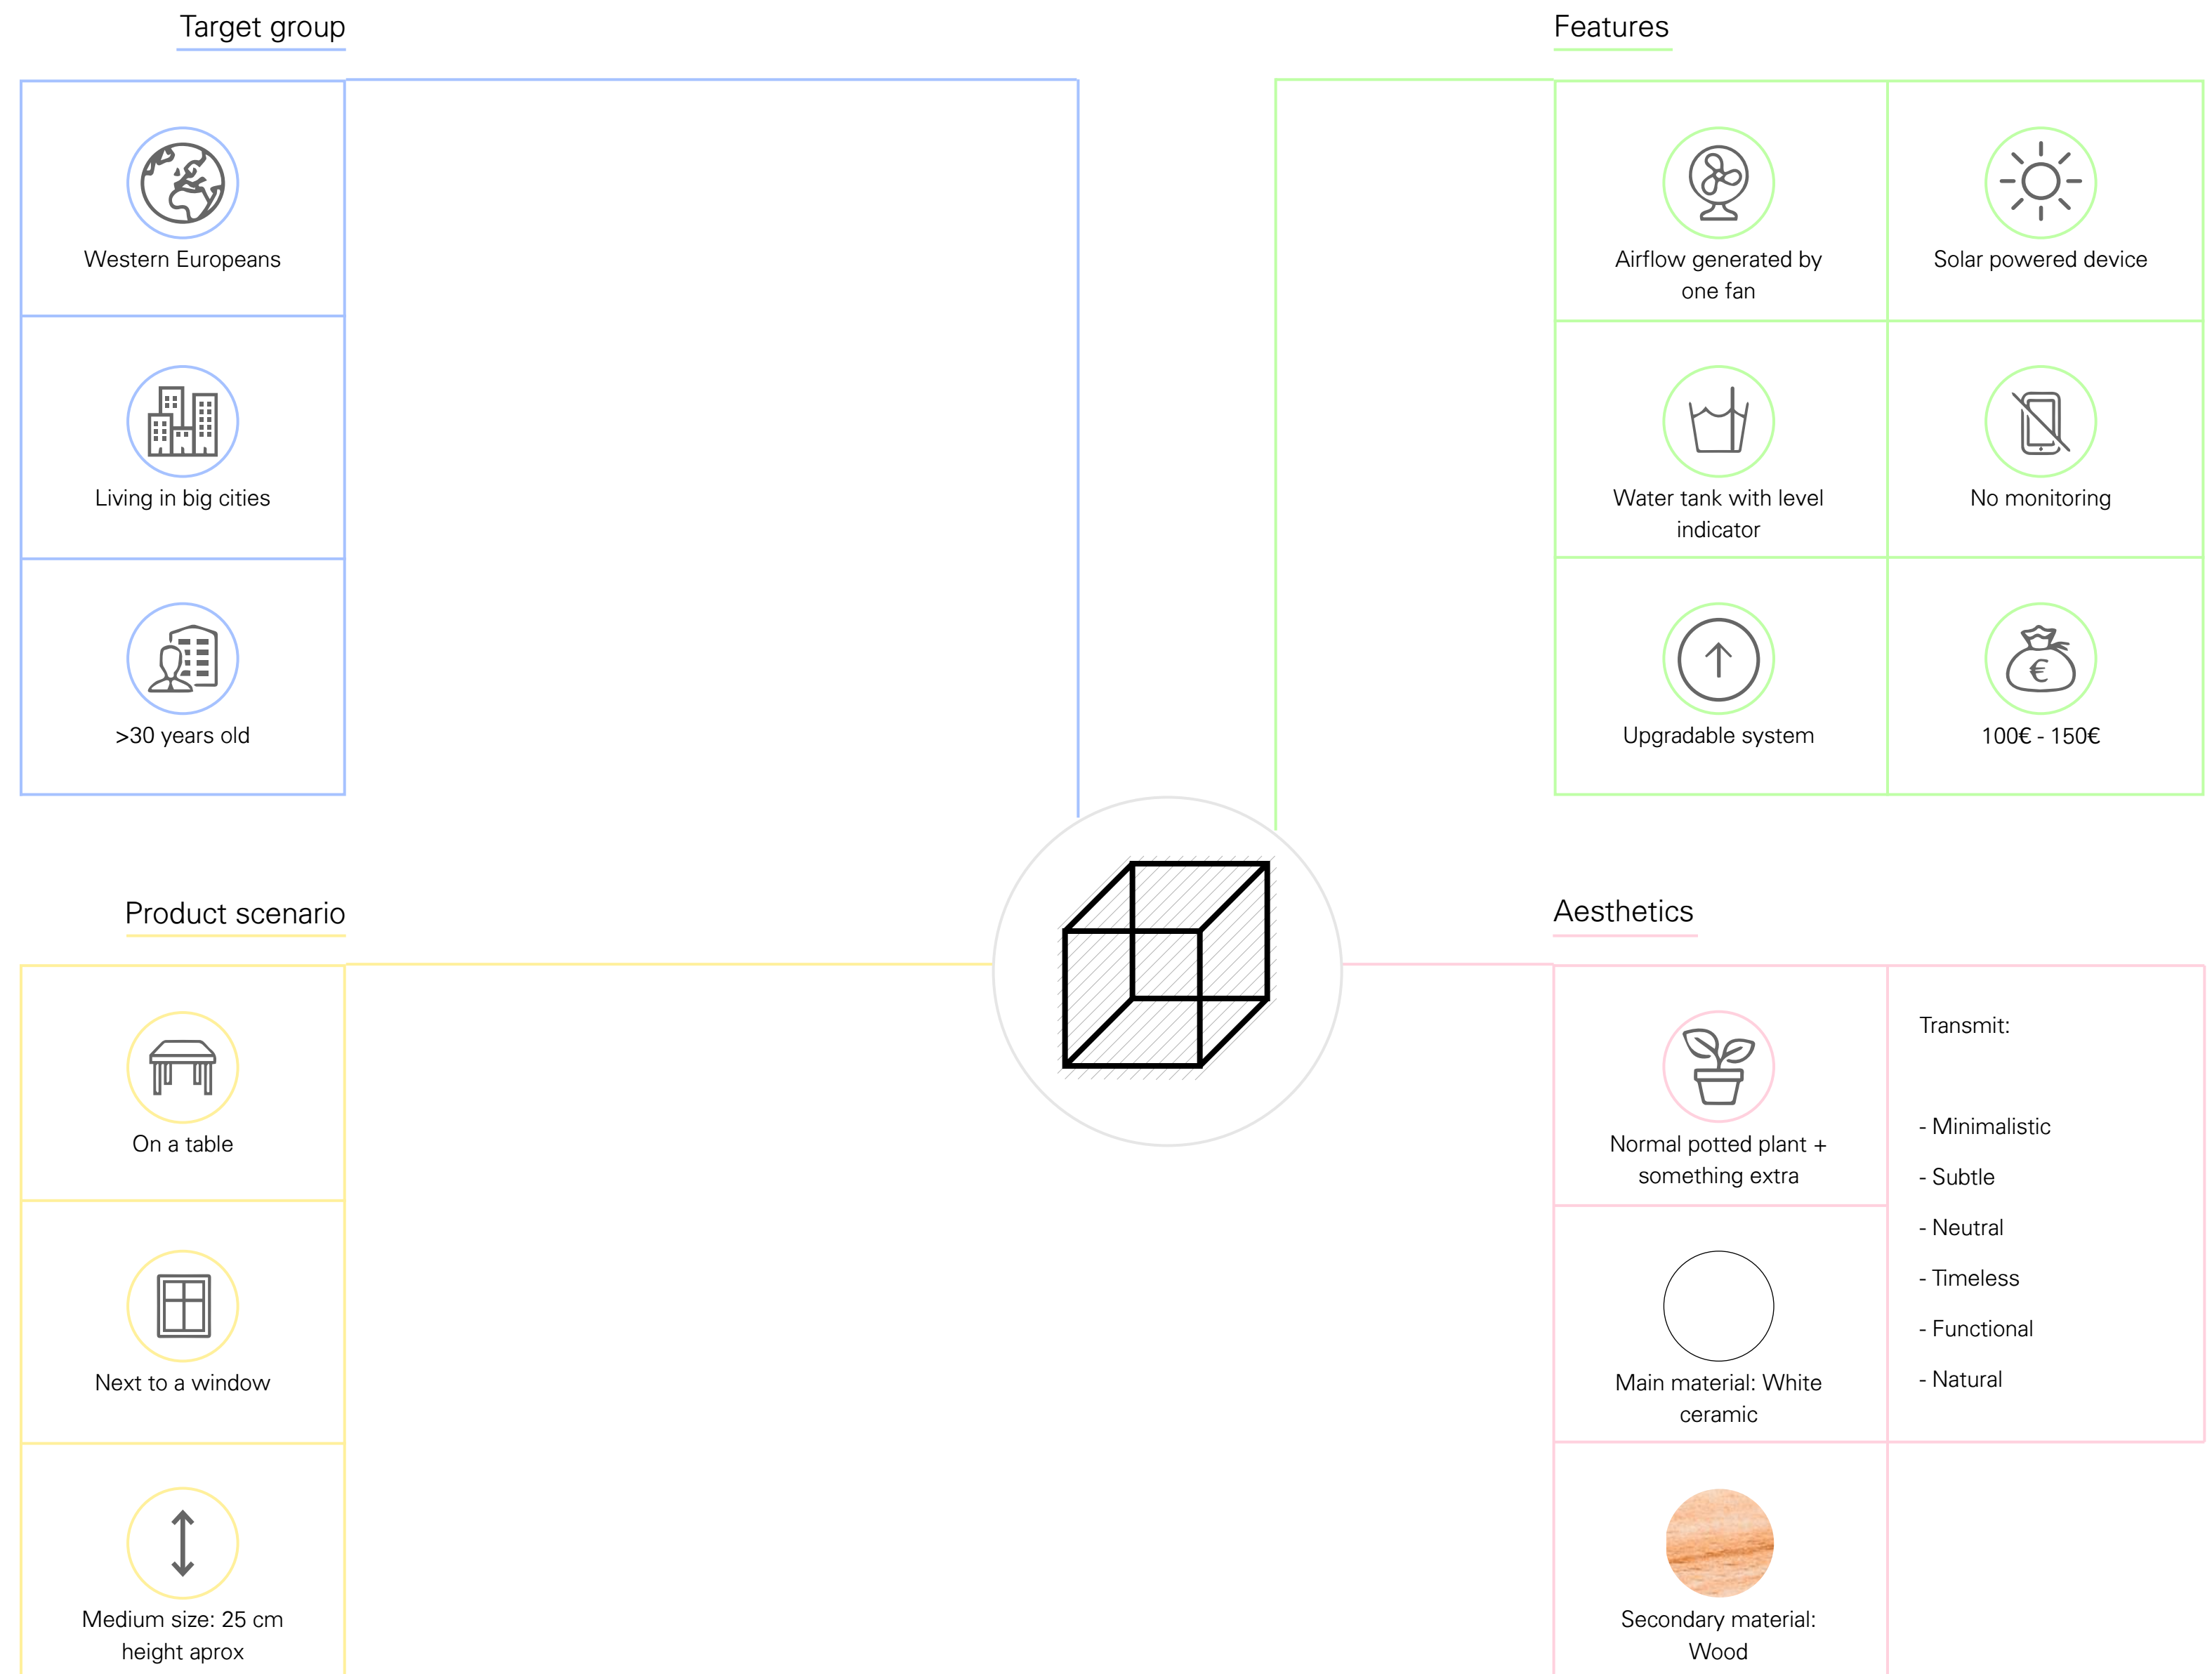 Target group
Western Europeans
Living in big cities
>30 years old
Features
Airflow generated by
one fan
Solar powered device
Water tank with level
indicator
No monitoring
Upgradable system
€
100€ - 150€
Product scenario
On a table
Next to a window
Medium size: 25 cm
height aprox
Aesthetics
Normal potted plant +
something extra
Main material: White
ceramic
Secondary material:
Wood
Transmit:
- Minimalistic
- Subtle
- Neutral
- Timeless
- Functional
- Natural